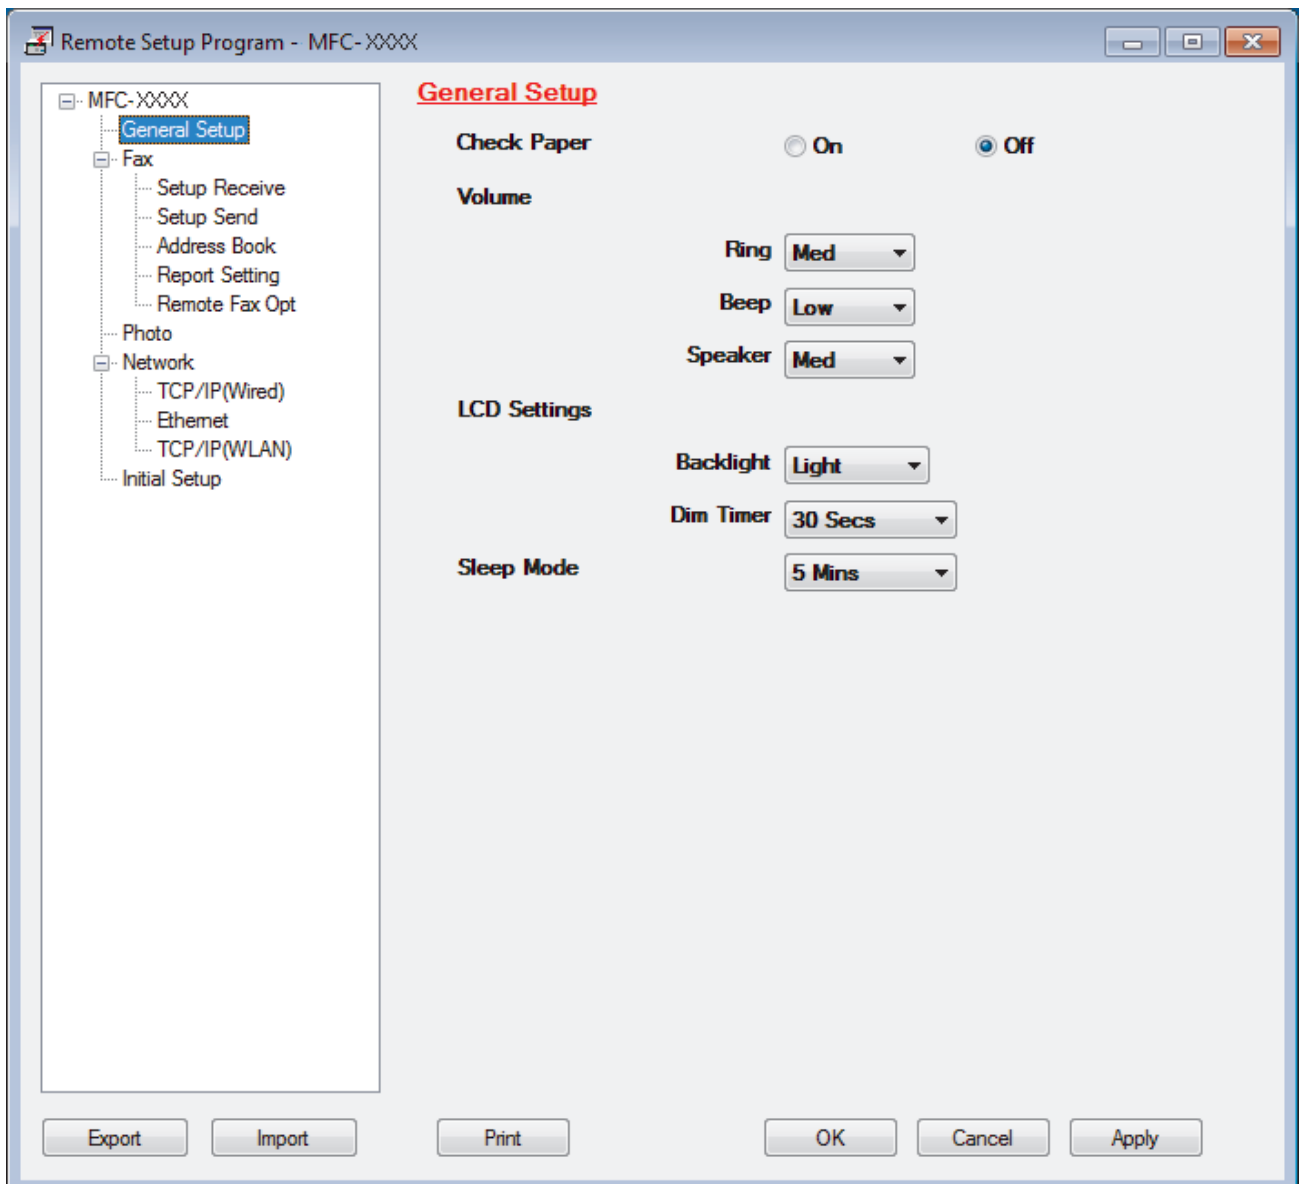 Remote Setup Program - MFC-XXXX
MFC-XXXX
General Setup
Fax
Setup Receive
Setup Send
Address Book
Report Setting
Remote Fax Opt
Photo
Network
TCP/IP(Wired)
Ethernet
TCP/IP(WLAN)
Initial Setup
General Setup
Check Paper On Off
Volume
Ring Med
Beep Low
Speaker Med
LCD Settings
Backlight Light
Dim Timer 30 Secs
Sleep Mode 5 Mins
Export Import Print OK Cancel Apply